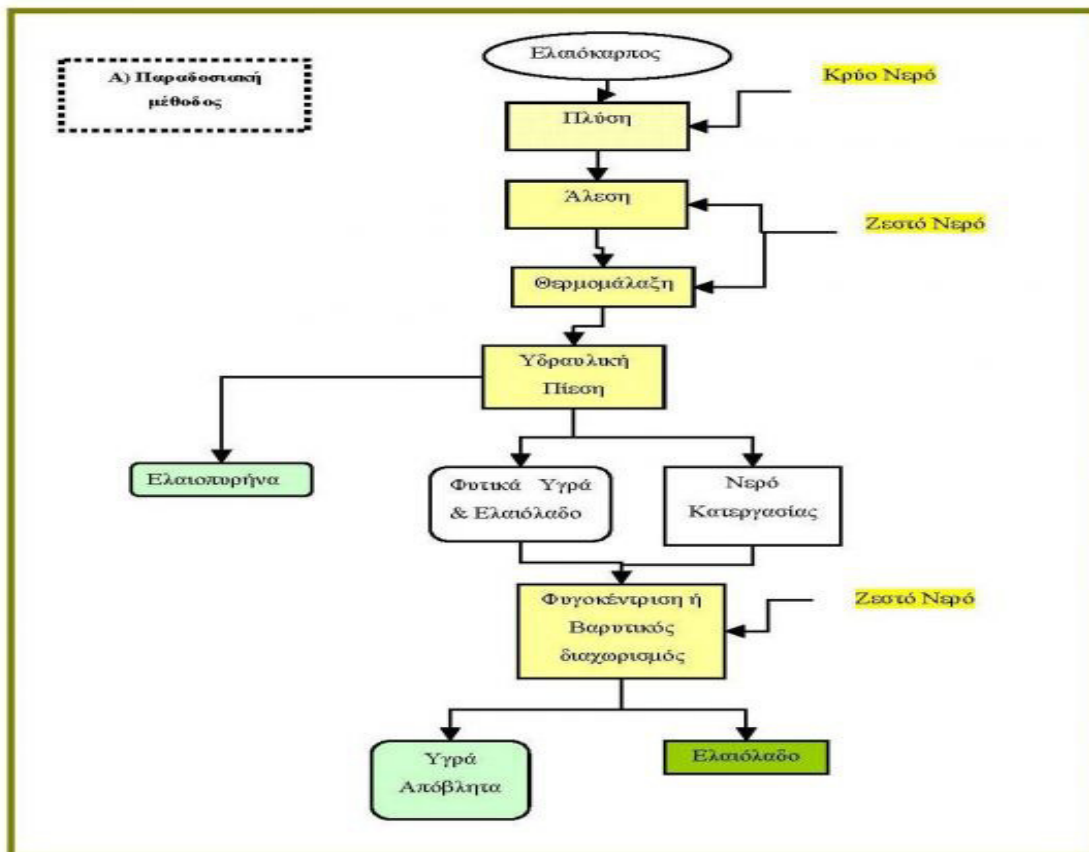 Α) Παραδοσιακή
μέθοδος
Ελαιόκαρπος
Κρύο Νερό
Πλύση
Άλεση
Ζεστό Νερό
Θερμομάλαξη
Υδραυλική
Πίεση
Ελαιοπυρήνα
Φυτικά Υγρά
& Ελαιόλαδο
Νερό
Κατεργασίας
Φυγοκέντριση ή
Βαρυτικός
διαχωρισμός
Ζεστό Νερό
Υγρά
Απόβλητα
Ελαιόλαδο